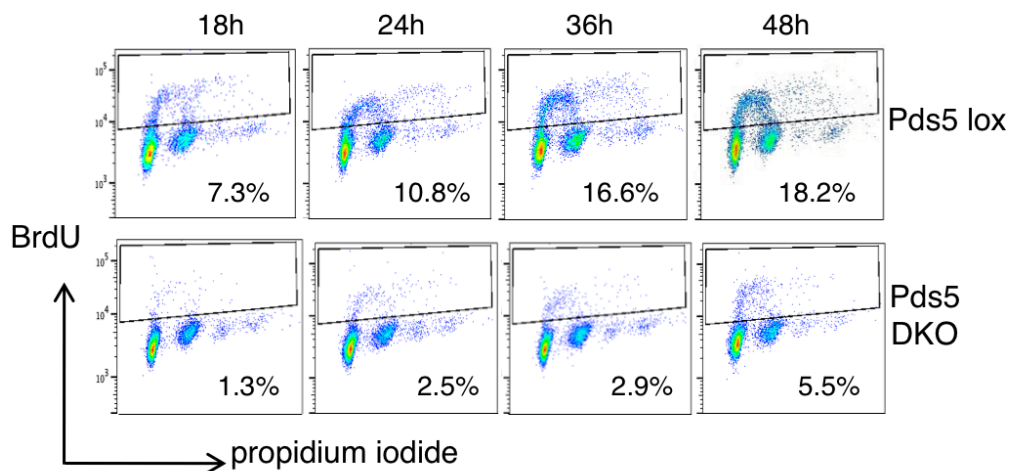 18h 24h 36h 48h
10⁵
10⁴
10³
Pds5 lox
7.3% 10.8% 16.6% 18.2%
BrdU
10⁵
10⁴
10³
Pds5
DKO
1.3% 2.5% 2.9% 5.5%
propidium iodide